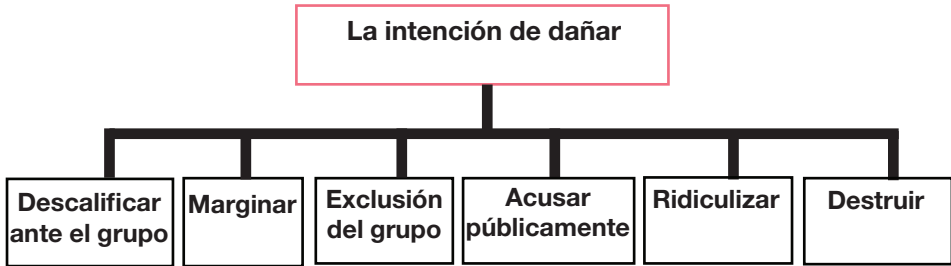 La intención de dañar
Descalificar
ante el grupo
Marginar
Exclusión
del grupo
Acusar
públicamente
Ridiculizar
Destruir